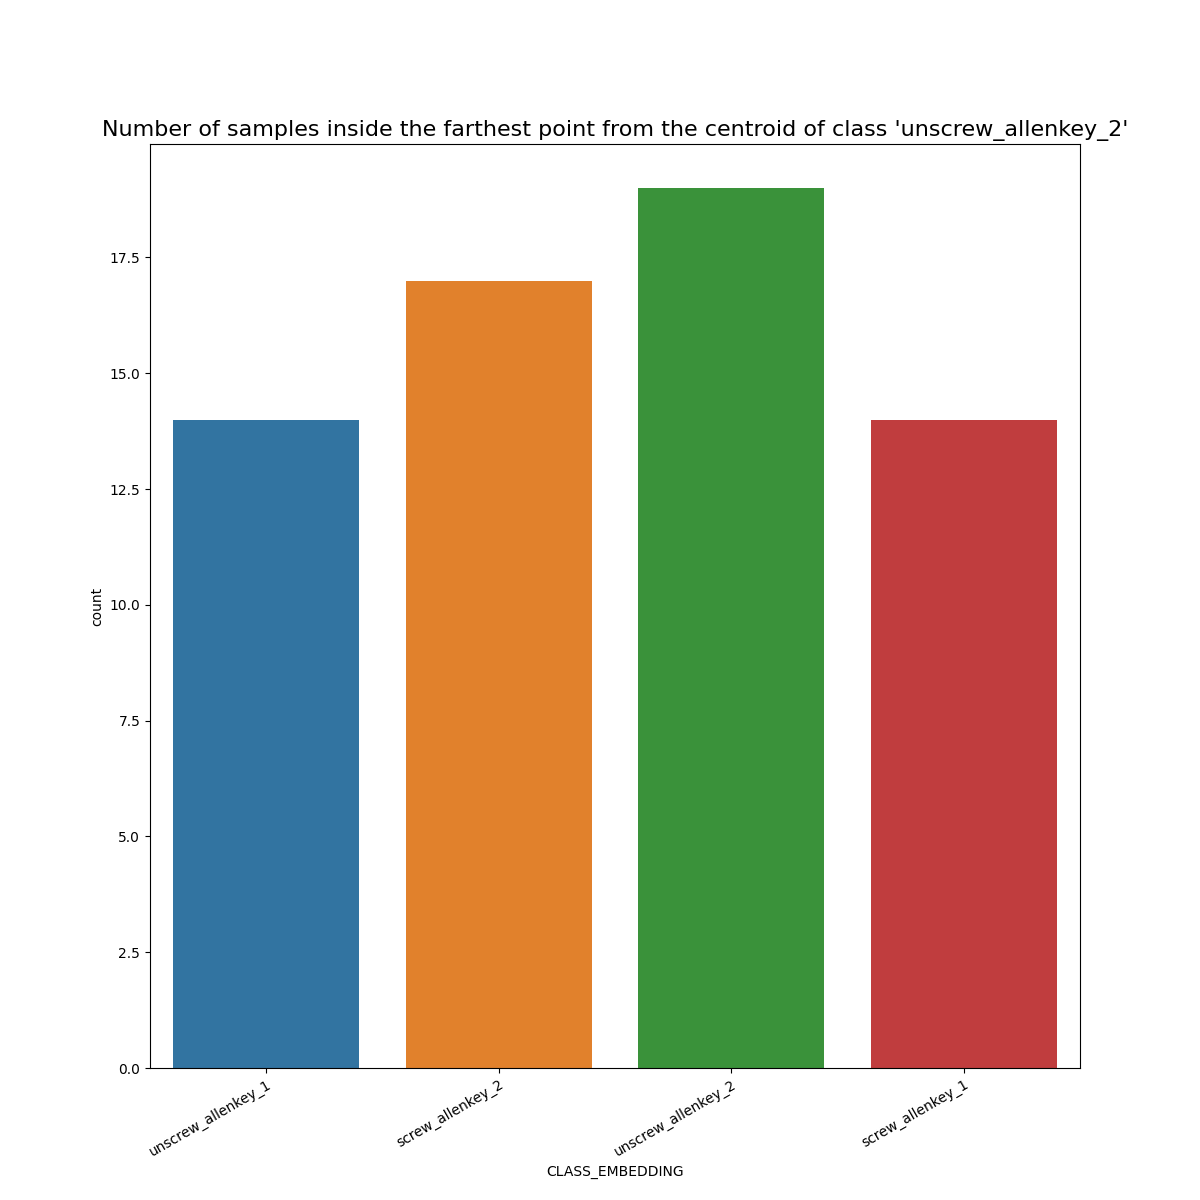 Number of samples inside the farthest point from the centroid of class 'unscrew_allenkey_2'
17.5
15.0
12.5
10.0
7.5
5.0
2.5
0.0
count
unscrew_allenkey_1
screw_allenkey_2
unscrew_allenkey_2
screw_allenkey_1
CLASS_EMBEDDING